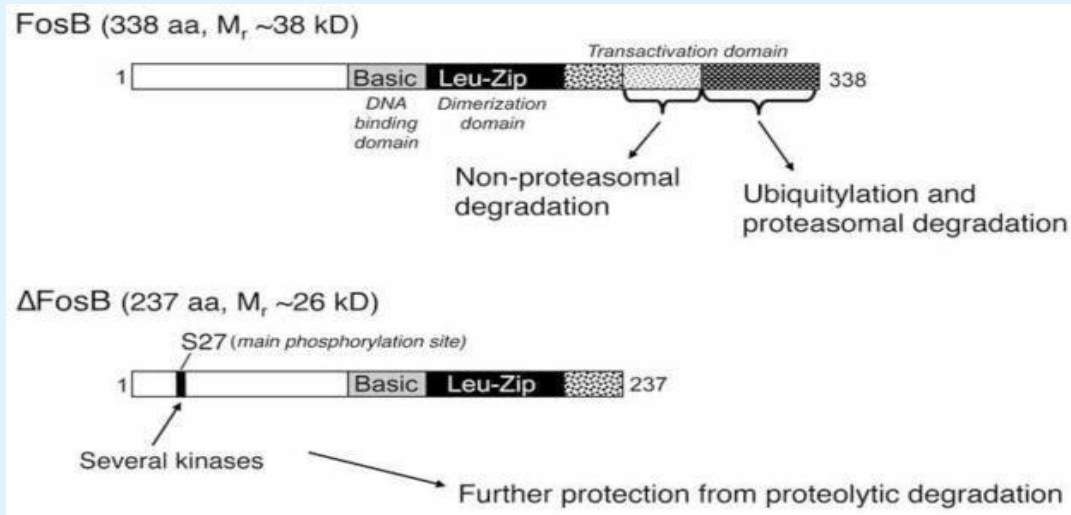 FosB (338 aa, Mr ~38 kD)
Transactivation domain
1 Basic Leu-Zip 338
DNA binding domain
Dimerization domain
Non-proteasomal degradation
Ubiquitylation and proteasomal degradation
ΔFosB (237 aa, Mr ~26 kD)
S27 (main phosphorylation site)
1 Basic Leu-Zip 237
Several kinases
Further protection from proteolytic degradation